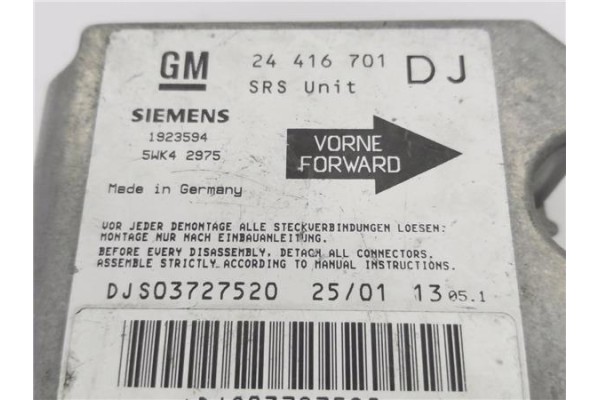 GM 24 416 701 DJ
SRS Unit
SIEMENS
1923594
5WK4 2975
VORNE
FORWARD
Made in Germany
VOR JEDER DEMONTAGE ALLE STECKVERBINDUNGEN LOESEN:
MONTAGE NUR NACH EINBAUANLEITUNG.
BEFORE EVERY DISASSEMBLY, DETACH ALL CONNECTORS.
ASSEMBLE STRICTLY ACCORDING TO MANUAL INSTRUCTIONS.
DJS03727520 25/01 13 05.1